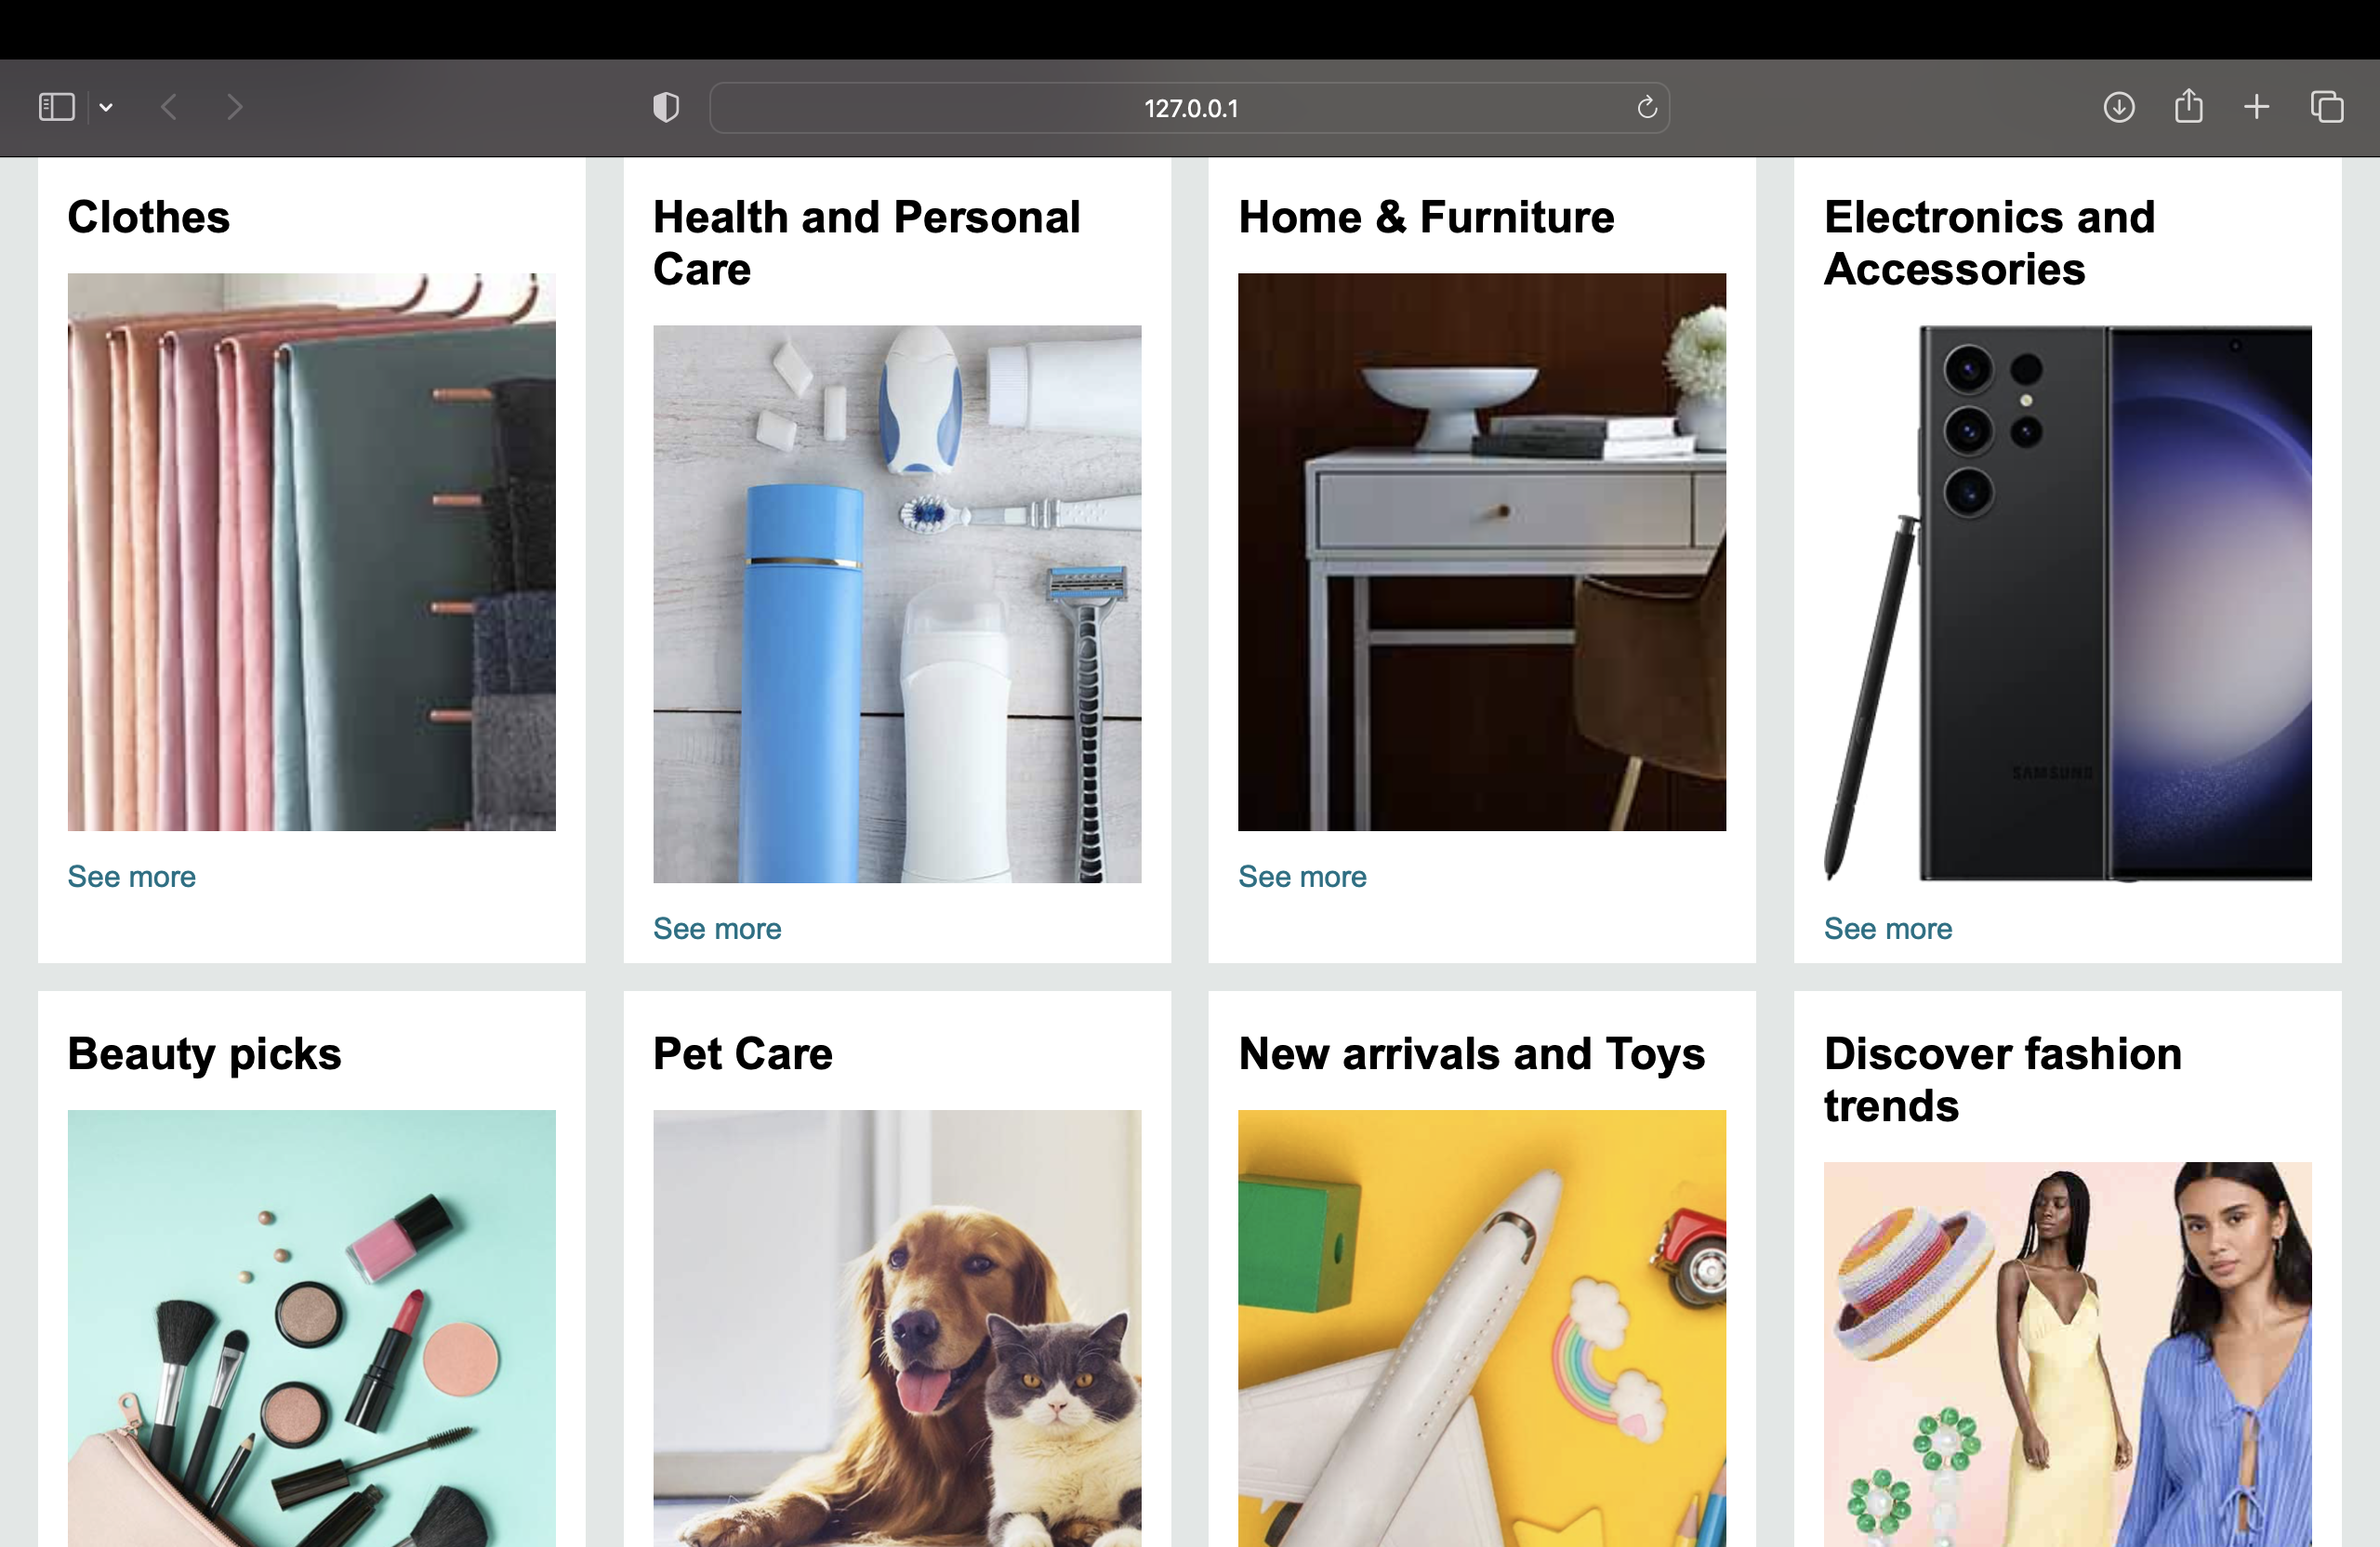 127.0.0.1
Clothes
Health and Personal
Care
Home & Furniture
Electronics and
Accessories
SAMSUNG
See more
See more
See more
See more
Beauty picks
Pet Care
New arrivals and Toys
Discover fashion
trends